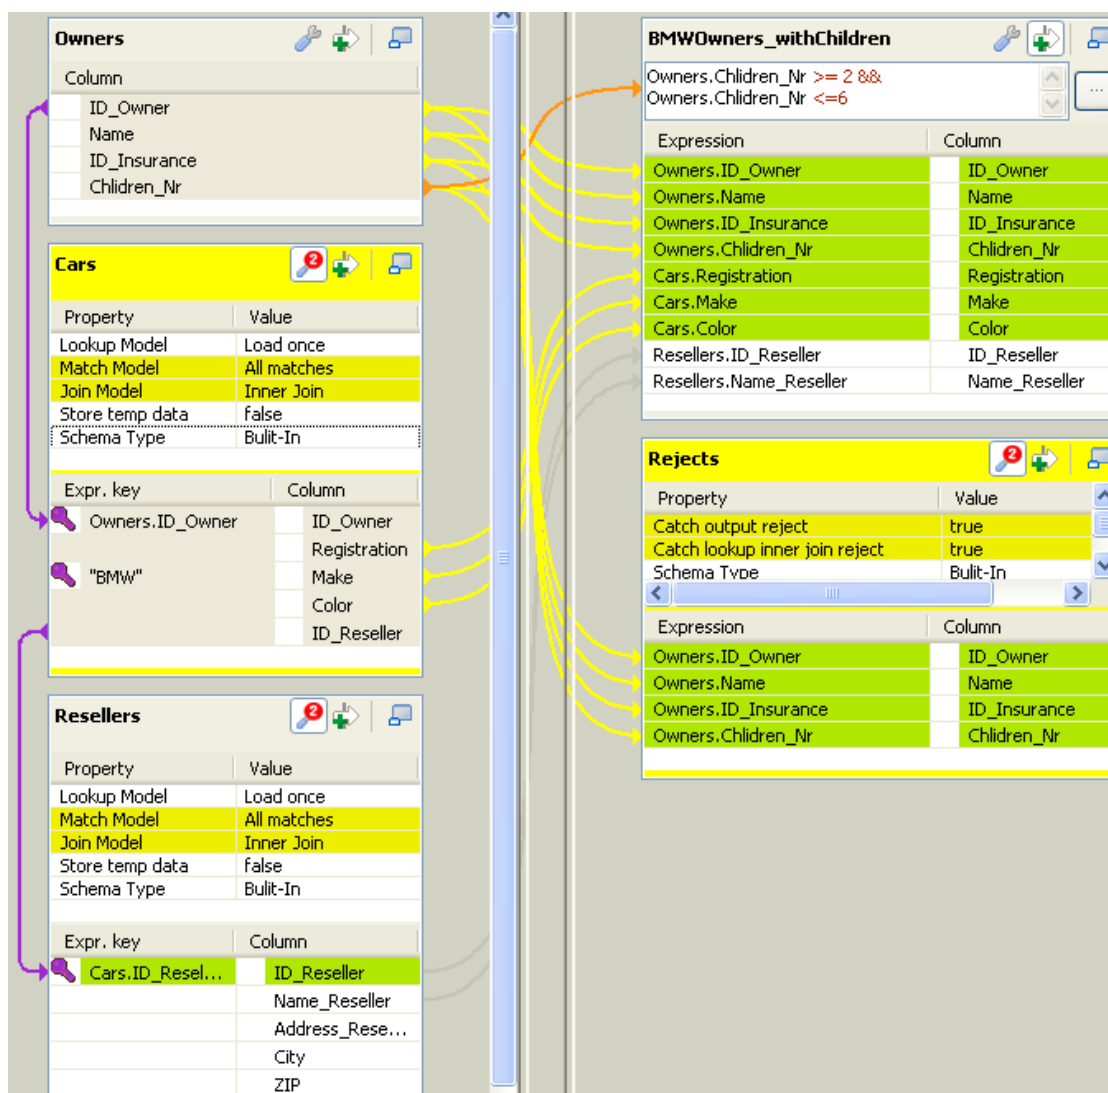 Owners
Column
ID_Owner
Name
ID_Insurance
Chlidren_Nr
Cars
2
Property Value
Lookup Model Load once
Match Model All matches
Join Model Inner Join
Store temp data false
Schema Type Bulit-In
Expr. key Column
Owners.ID_Owner ID_Owner
Registration
"BMW" Make
Color
ID_Reseller
Resellers
2
Property Value
Lookup Model Load once
Match Model All matches
Join Model Inner Join
Store temp data false
Schema Type Bulit-In
Expr. key Column
Cars.ID_Resel... ID_Reseller
Name_Reseller
Address_Rese...
City
ZIP
BMWOwners_withChildren
Owners.Chlidren_Nr >= 2 &&
Owners.Chlidren_Nr <=6
...
Expression Column
Owners.ID_Owner ID_Owner
Owners.Name Name
Owners.ID_Insurance ID_Insurance
Owners.Chlidren_Nr Chlidren_Nr
Cars.Registration Registration
Cars.Make Make
Cars.Color Color
Resellers.ID_Reseller ID_Reseller
Resellers.Name_Reseller Name_Reseller
Rejects
2
Property Value
Catch output reject true
Catch lookup inner join reject true
Schema Type Bulit-In
Expression Column
Owners.ID_Owner ID_Owner
Owners.Name Name
Owners.ID_Insurance ID_Insurance
Owners.Chlidren_Nr Chlidren_Nr